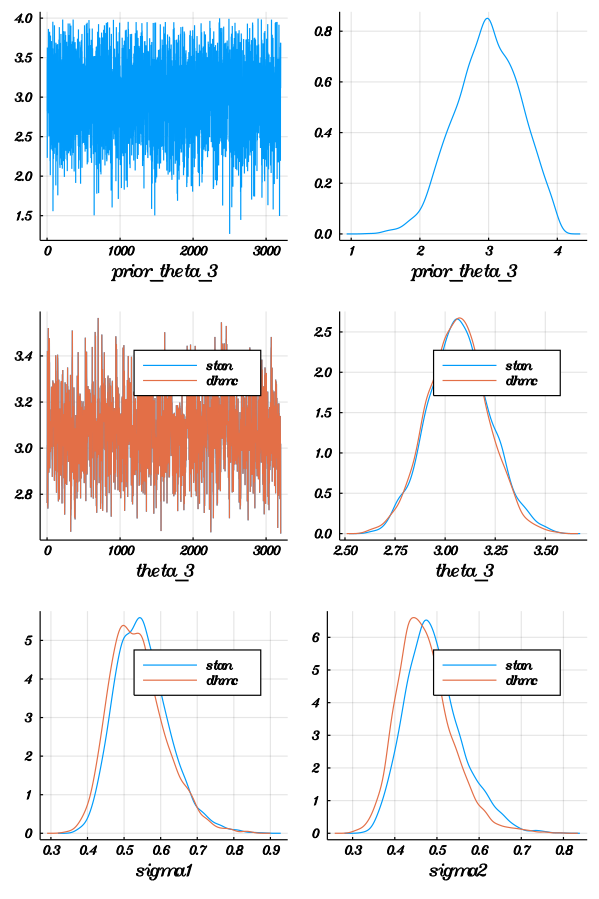 4.0
3.5
3.0
2.5
2.0
1.5
0 1000 2000 3000
prior_theta_3
0.8
0.6
0.4
0.2
0.0
1 2 3 4
prior_theta_3
3.4
3.2
3.0
2.8
stan
dhmc
0 1000 2000 3000
theta_3
2.5
2.0
1.5
1.0
0.5
0.0
stan
dhmc
2.50 2.75 3.00 3.25 3.50
theta_3
5
4
3
2
1
0
stan
dhmc
0.3 0.4 0.5 0.6 0.7 0.8 0.9
sigma1
6
5
4
3
2
1
0
stan
dhmc
0.3 0.4 0.5 0.6 0.7 0.8
sigma2